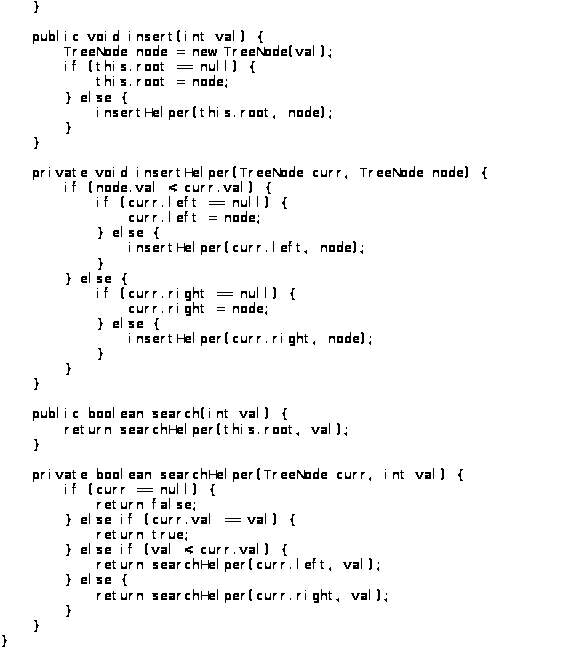 }

    public void insert(int val) {
        TreeNode node = new TreeNode(val);
        if (this.root == null) {
            this.root = node;
        } else {
            insertHelper(this.root, node);
        }
    }

    private void insertHelper(TreeNode curr, TreeNode node) {
        if (node.val < curr.val) {
            if (curr.left == null) {
                curr.left = node;
            } else {
                insertHelper(curr.left, node);
            }
        } else {
            if (curr.right == null) {
                curr.right = node;
            } else {
                insertHelper(curr.right, node);
            }
        }
    }

    public boolean search(int val) {
        return searchHelper(this.root, val);
    }

    private boolean searchHelper(TreeNode curr, int val) {
        if (curr == null) {
            return false;
        } else if (curr.val == val) {
            return true;
        } else if (val < curr.val) {
            return searchHelper(curr.left, val);
        } else {
            return searchHelper(curr.right, val);
        }
    }
}